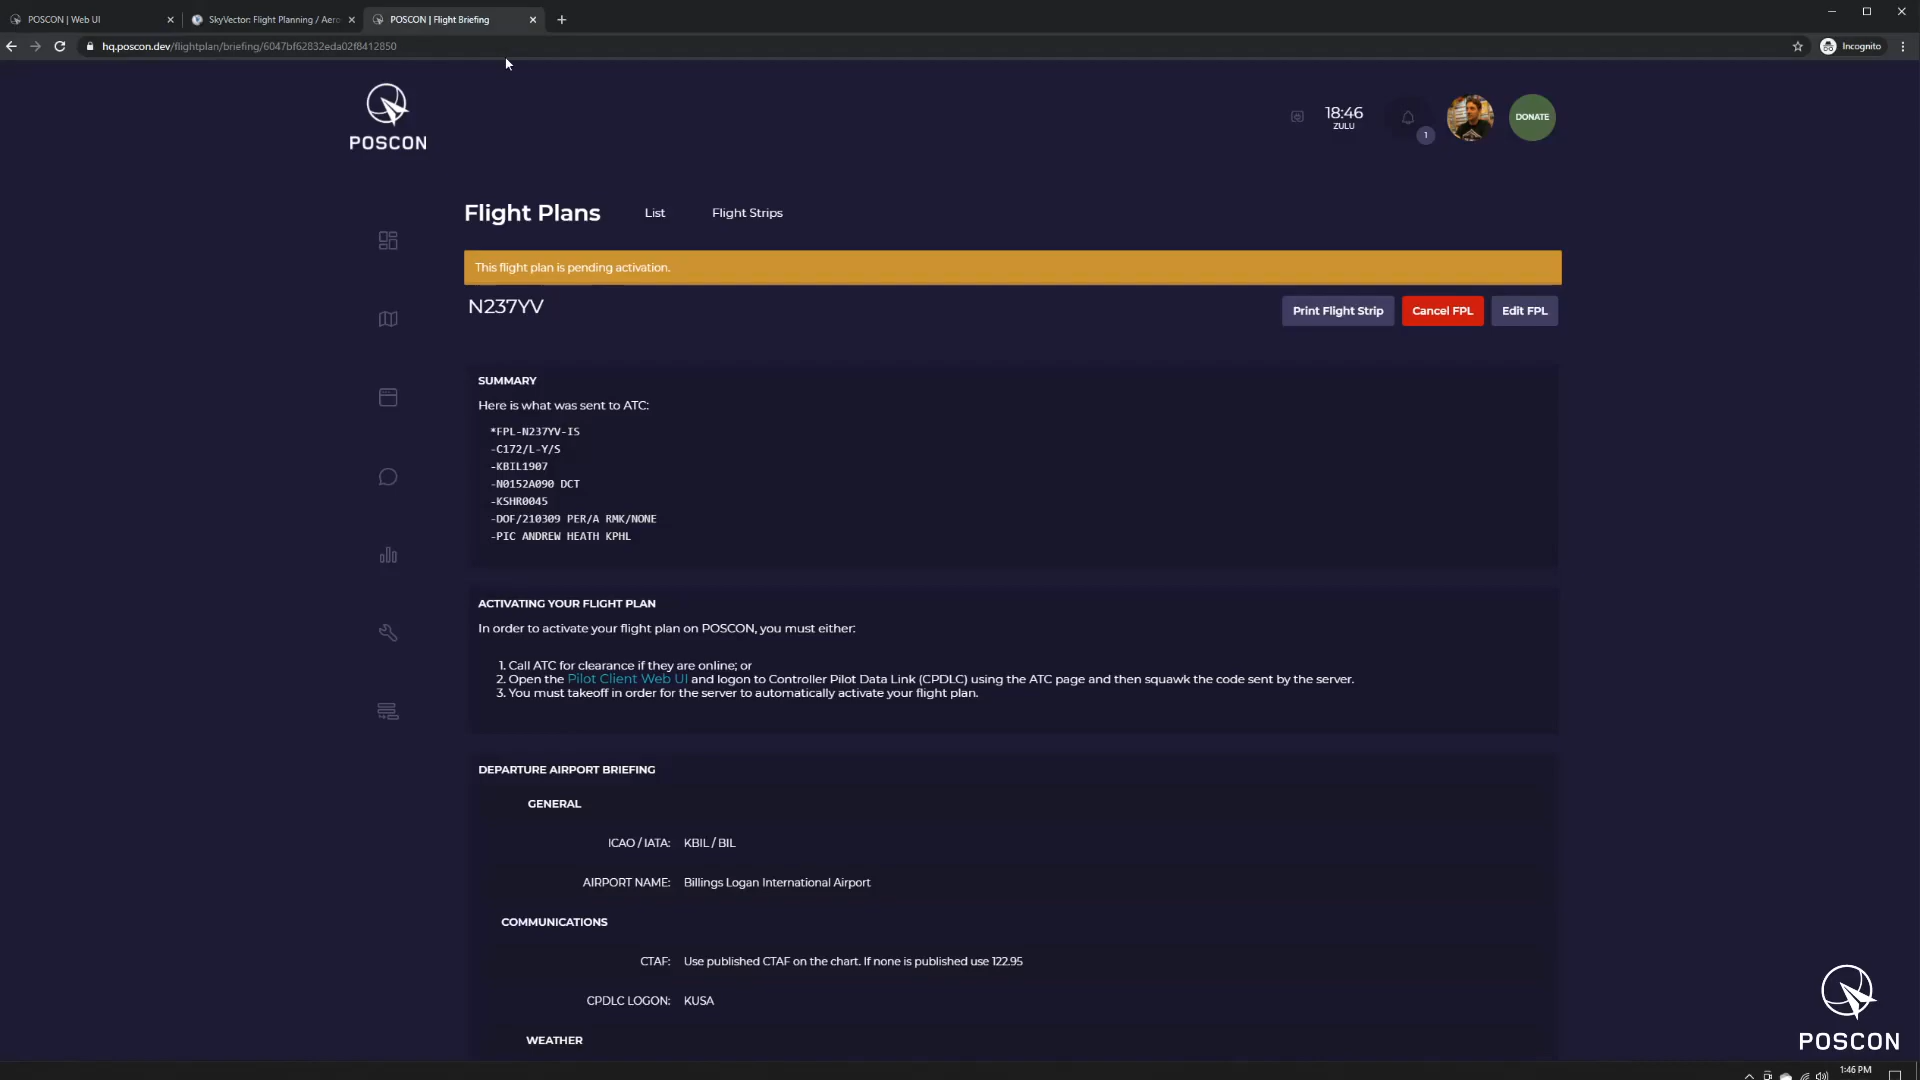 POSCON | Web UI
SkyVector: Flight Planning / Aero
POSCON | Flight Briefing
hq.poscon.dev/flightplan/briefing/6047bf62832eda02f8412850
Incognito
POSCON
18:46
ZULU
1
DONATE
Flight Plans
List
Flight Strips
This flight plan is pending activation.
N237YV
Print Flight Strip
Cancel FPL
Edit FPL
SUMMARY
Here is what was sent to ATC:
*FPL-N237YV-IS
-C172/L-Y/S
-KBIL1907
-N0152A090 DCT
-KSHR0045
-DOF/210309 PER/A RMK/NONE
-PIC ANDREW HEATH KPHL
ACTIVATING YOUR FLIGHT PLAN
In order to activate your flight plan on POSCON, you must either:
1. Call ATC for clearance if they are online; or
2. Open the Pilot Client Web UI and logon to Controller Pilot Data Link (CPDLC) using the ATC page and then squawk the code sent by the server.
3. You must takeoff in order for the server to automatically activate your flight plan.
DEPARTURE AIRPORT BRIEFING
GENERAL
ICAO / IATA: KBIL / BIL
AIRPORT NAME: Billings Logan International Airport
COMMUNICATIONS
CTAF: Use published CTAF on the chart. If none is published use 122.95
CPDLC LOGON: KUSA
WEATHER
POSCON
1:46 PM